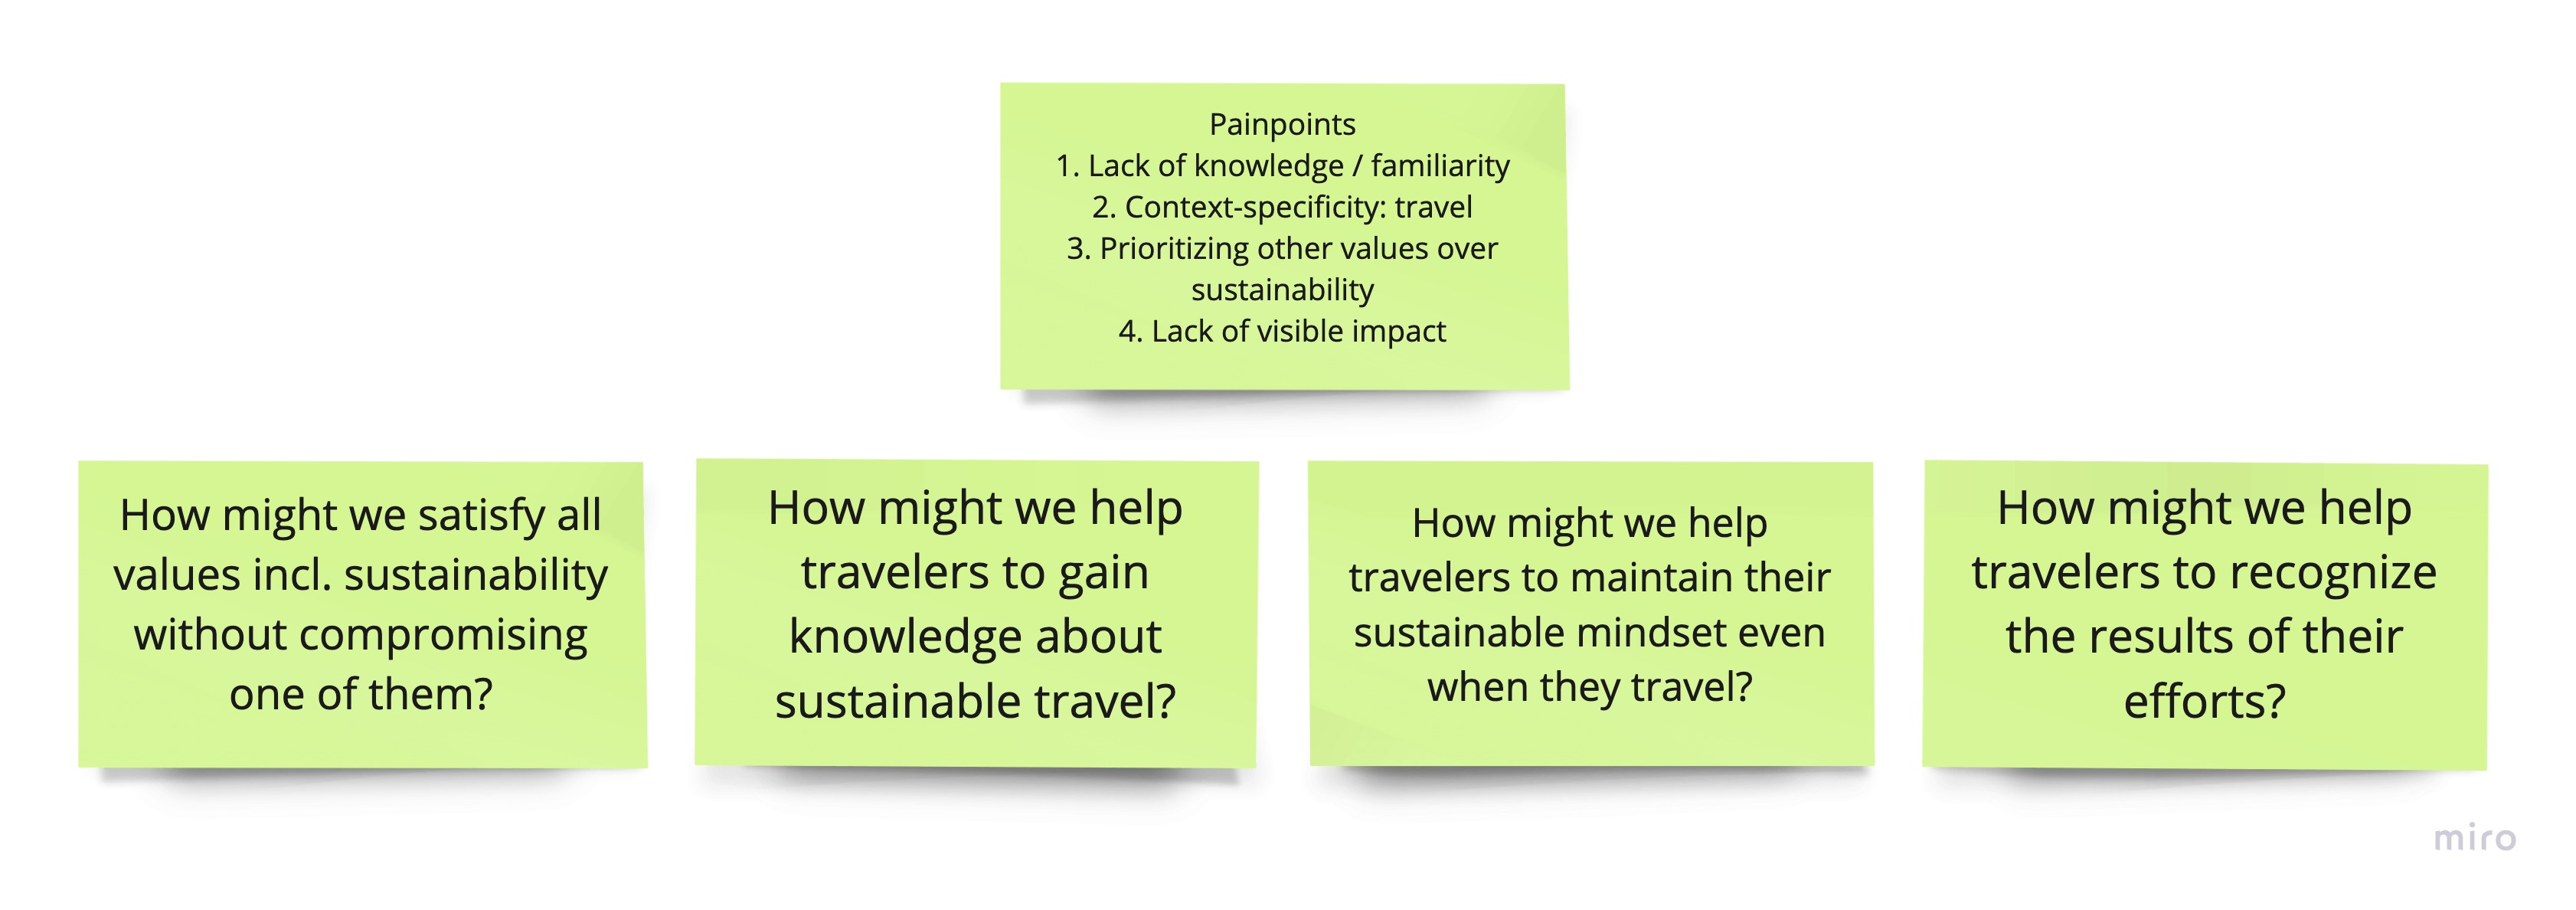 Painpoints
1. Lack of knowledge / familiarity
2. Context-specificity: travel
3. Prioritizing other values over
sustainability
4. Lack of visible impact
How might we satisfy all
values incl. sustainability
without compromising
one of them?
How might we help
travelers to gain
knowledge about
sustainable travel?
How might we help
travelers to maintain their
sustainable mindset even
when they travel?
How might we help
travelers to recognize
the results of their
efforts?
miro